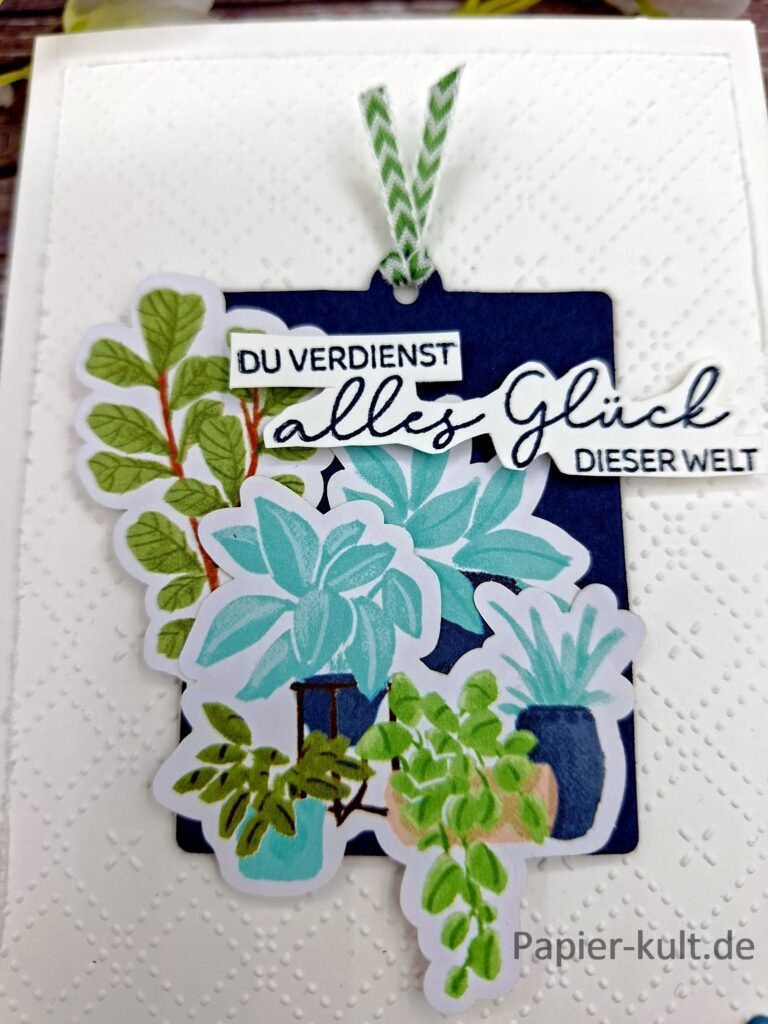 DU VERDIENST
alles Glück
DIESER WELT
Papier-kult.de